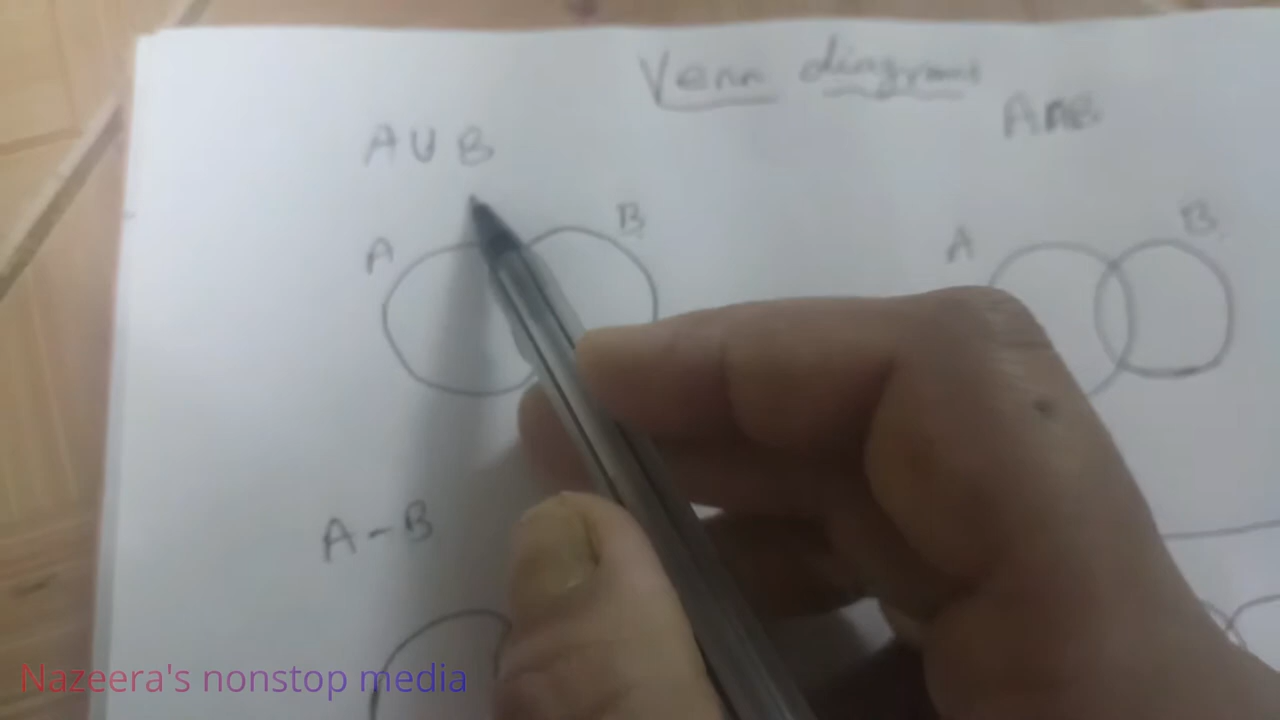 Venn diagrams
A U B
A ∩ B
A
B
A
B
A - B
Nazeera's nonstop media